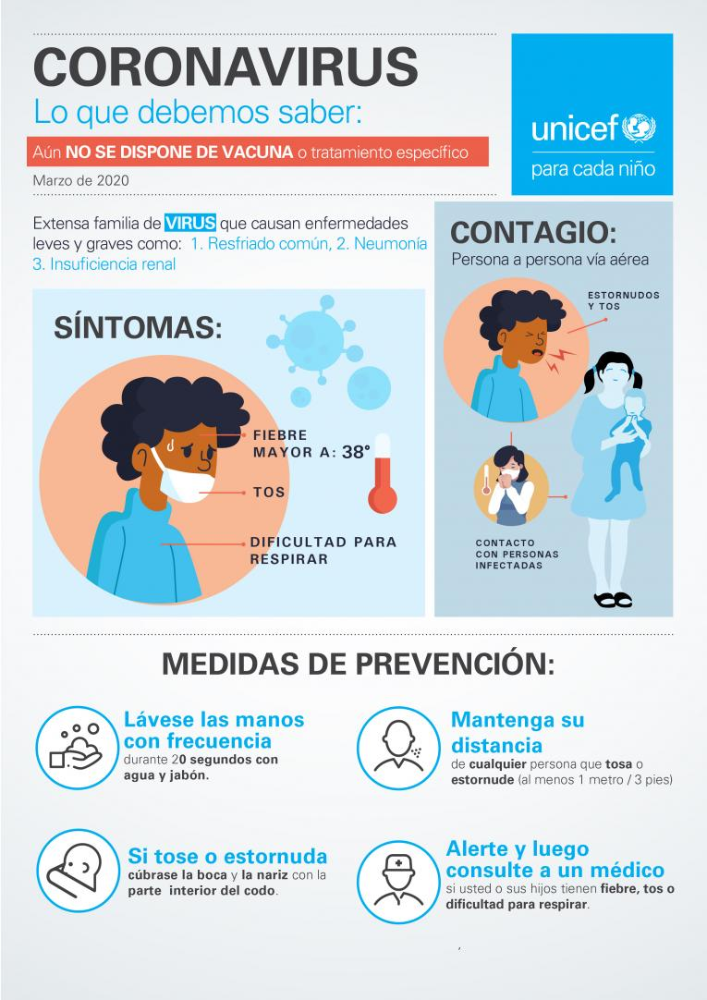 CORONAVIRUS
Lo que debemos saber:
Aún NO SE DISPONE DE VACUNA o tratamiento específico
Marzo de 2020
unicef
para cada niño
Extensa familia de VIRUS que causan enfermedades
leves y graves como: 1. Resfriado común, 2. Neumonía
3. Insuficiencia renal
SÍNTOMAS:
FIEBRE
MAYOR A: 38°
TOS
DIFICULTAD PARA
RESPIRAR
CONTAGIO:
Persona a persona vía aérea
ESTORNUDOS
Y TOS
CONTACTO
CON PERSONAS
INFECTADAS
MEDIDAS DE PREVENCIÓN:
Lávese las manos
con frecuencia
durante 20 segundos con
agua y jabón.
Mantenga su
distancia
de cualquier persona que tosa o
estornude (al menos 1 metro / 3 pies)
Si tose o estornuda
cúbrase la boca y la nariz con la
parte interior del codo.
Alerte y luego
consulte a un médico
si usted o sus hijos tienen fiebre, tos o
dificultad para respirar.
,